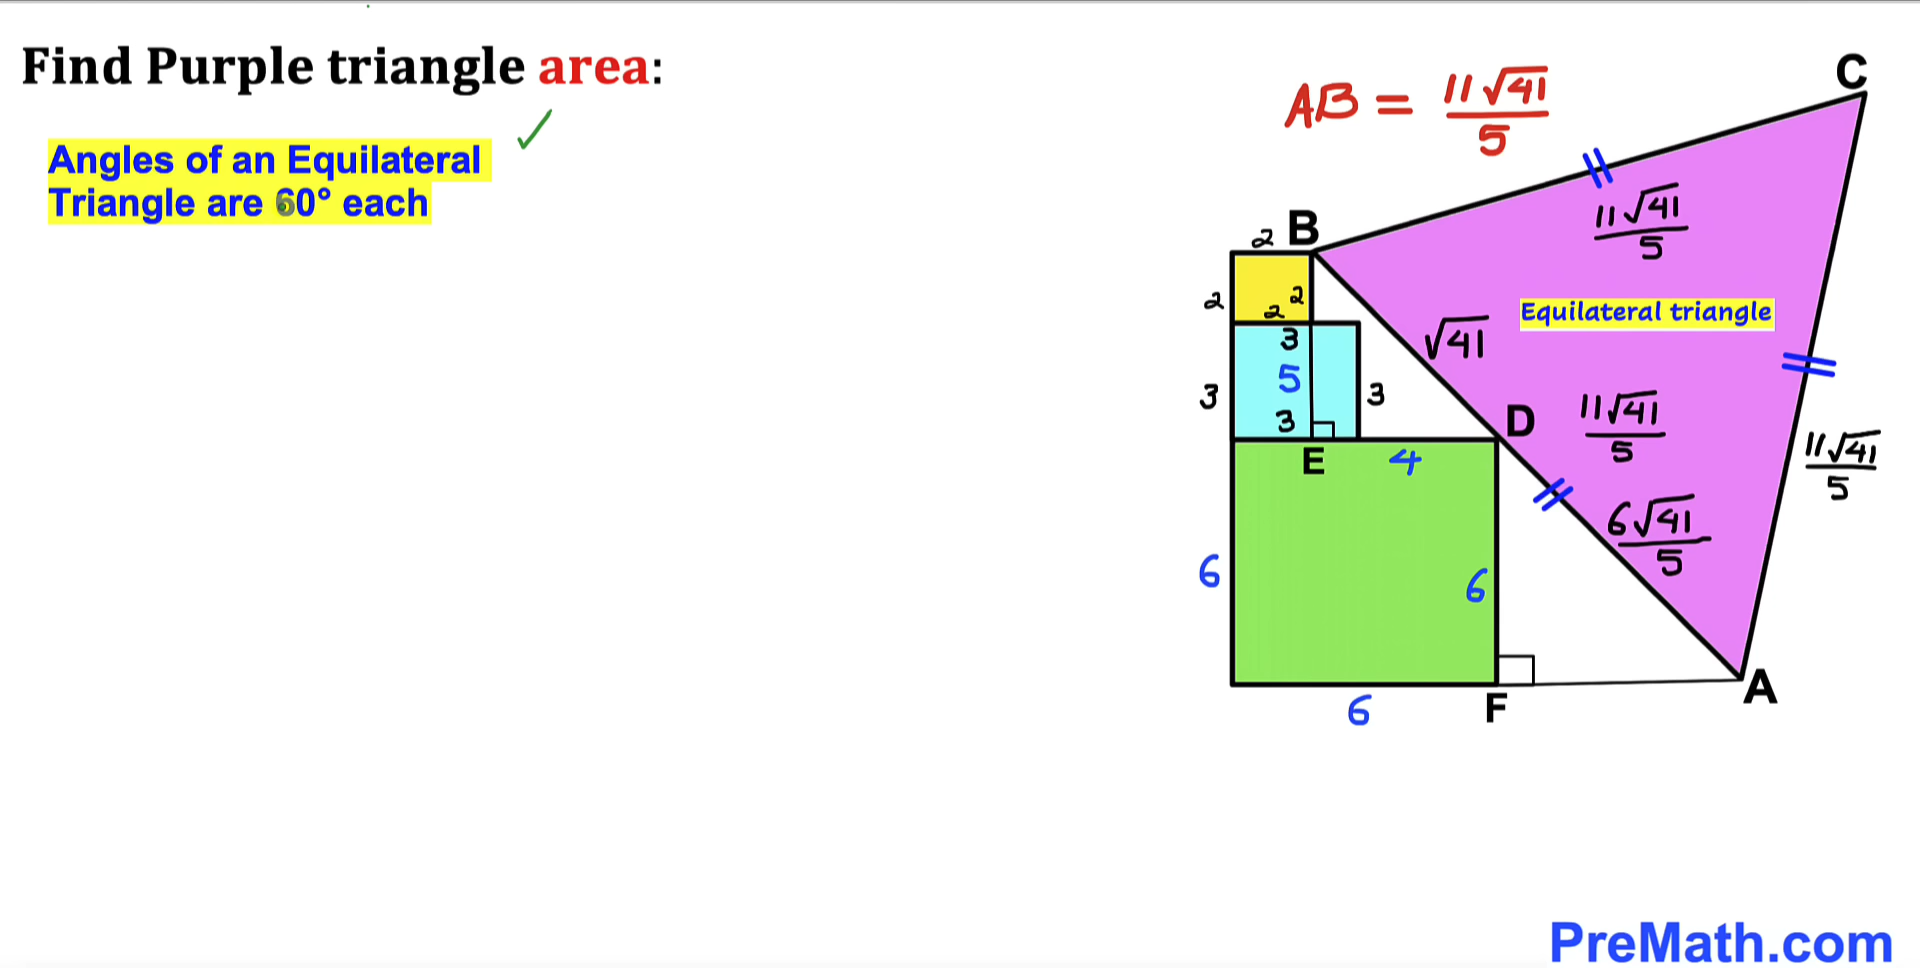 Find Purple triangle area:
Angles of an Equilateral
Triangle are 60° each
AB = 11√41/5
C
11√41/5
2 B
2 2 2
Equilateral triangle
3
√41
5
3 3 3
D 11√41/5
11√41/5
E 4
6√41/5
6 6
6 F A
PreMath.com